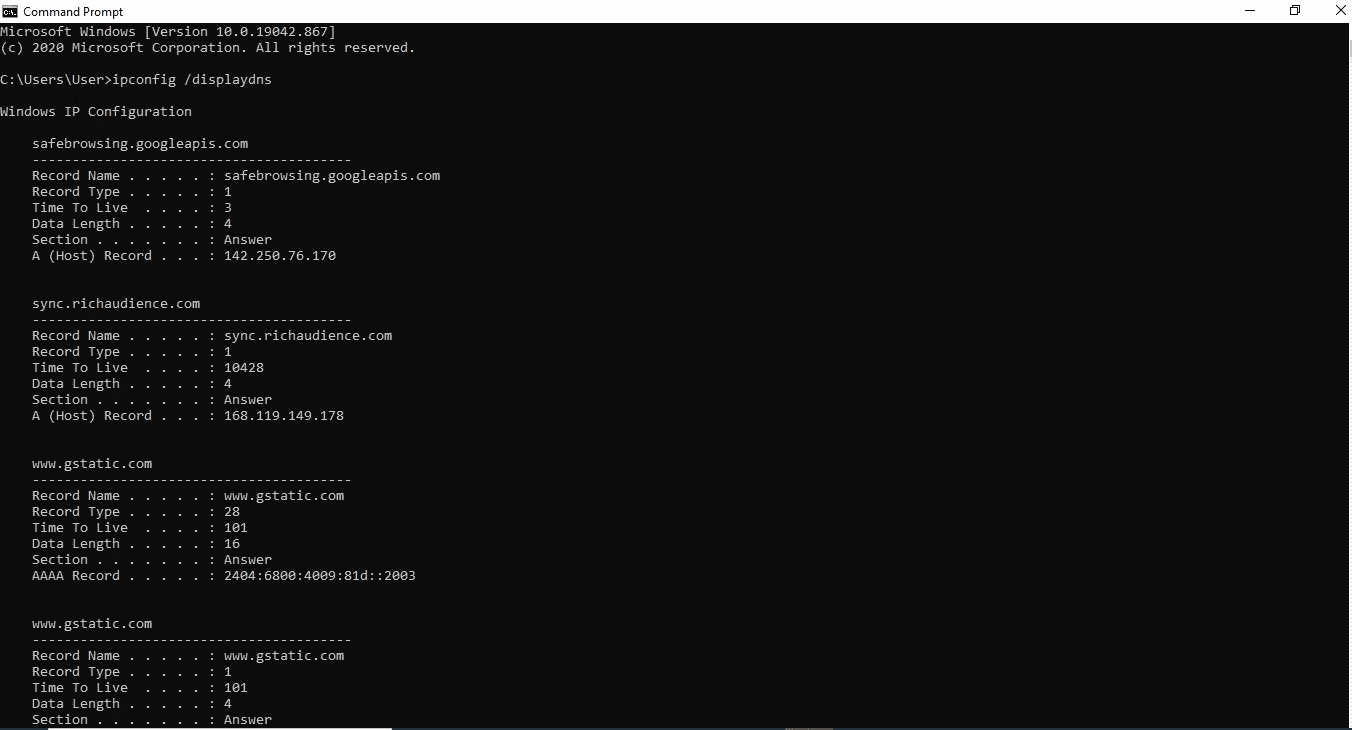 Command Prompt
Microsoft Windows [Version 10.0.19042.867]
(c) 2020 Microsoft Corporation. All rights reserved.
C:\Users\User>ipconfig /displaydns
Windows IP Configuration
safebrowsing.googleapis.com
----------------------------------------
Record Name . . . . . : safebrowsing.googleapis.com
Record Type . . . . . : 1
Time To Live  . . . . : 3
Data Length . . . . . : 4
Section . . . . . . . : Answer
A (Host) Record . . . : 142.250.76.170
sync.richaudience.com
----------------------------------------
Record Name . . . . . : sync.richaudience.com
Record Type . . . . . : 1
Time To Live  . . . . : 10428
Data Length . . . . . : 4
Section . . . . . . . : Answer
A (Host) Record . . . : 168.119.149.178
www.gstatic.com
----------------------------------------
Record Name . . . . . : www.gstatic.com
Record Type . . . . . : 28
Time To Live  . . . . : 101
Data Length . . . . . : 16
Section . . . . . . . : Answer
AAAA Record . . . . . : 2404:6800:4009:81d::2003
www.gstatic.com
----------------------------------------
Record Name . . . . . : www.gstatic.com
Record Type . . . . . : 1
Time To Live  . . . . : 101
Data Length . . . . . : 4
Section . . . . . . . : Answer